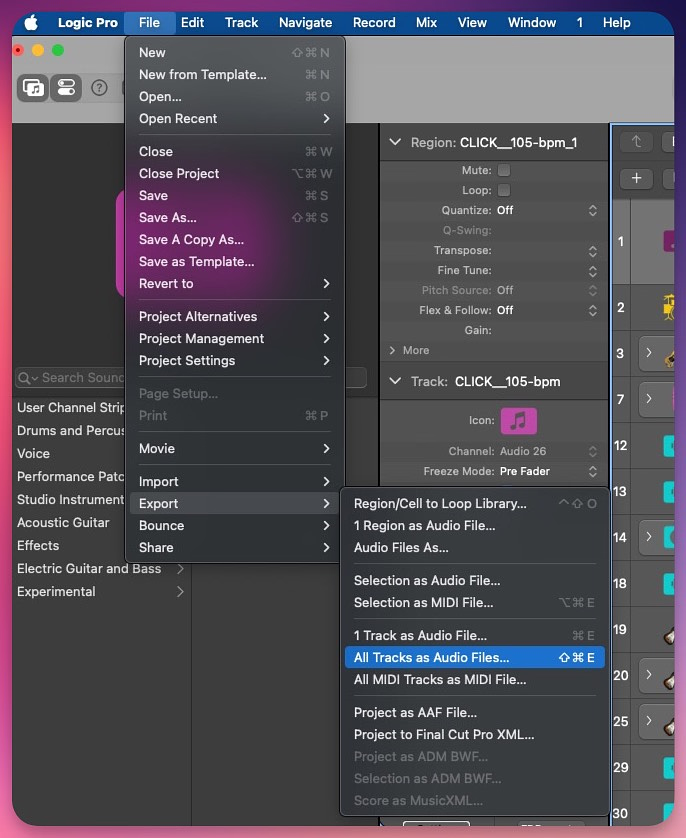 Logic Pro File Edit Track Navigate Record Mix View Window 1 Help
New ⇧⌘N
New from Template... ⌘N
Open... ⌘O
Open Recent
Close ⌘W
Close Project ⌥⌘W
Save ⌘S
Save As... ⇧⌘S
Save A Copy As...
Save as Template...
Revert to
Project Alternatives
Project Management
Project Settings
Page Setup...
Print ⌘P
Movie
Import
Export
Bounce
Share
Region/Cell to Loop Library... ⌃⇧O
1 Region as Audio File...
Audio Files As...
Selection as Audio File...
Selection as MIDI File... ⌥⌘E
1 Track as Audio File... ⌘E
All Tracks as Audio Files... ⇧⌘E
All MIDI Tracks as MIDI File...
Project as AAF File...
Project to Final Cut Pro XML...
Project as ADM BWF...
Selection as ADM BWF...
Score as MusicXML...
Search Soun
User Channel Strip
Drums and Percus
Voice
Performance Patc
Studio Instrument
Acoustic Guitar
Effects
Electric Guitar and Bass
Experimental
Region: CLICK__105-bpm_1
Mute:
Loop:
Quantize: Off
Q-Swing:
Transpose:
Fine Tune:
Pitch Source: Off
Flex & Follow: Off
Gain:
More
Track: CLICK__105-bpm
Icon:
Channel: Audio 26
Freeze Mode: Pre Fader
1
2
3
7
12
13
14
18
19
20
25
29
30